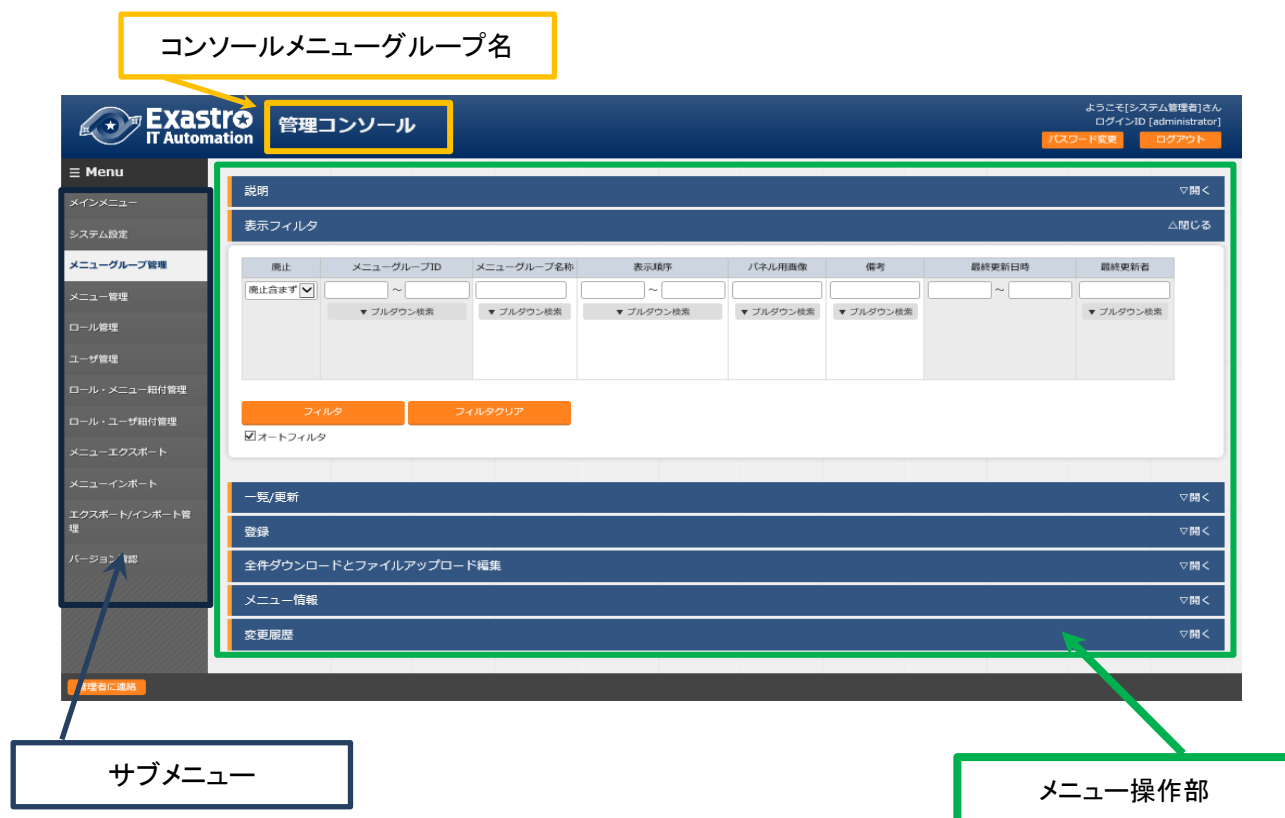 コンソールメニューグループ名
Exastro
IT Automation
管理コンソール
ようこそ[システム管理者]さん
ログインID [administrator]
パスワード変更 ログアウト
≡ Menu
メインメニュー
システム設定
メニューグループ管理
メニュー管理
ロール管理
ユーザ管理
ロール・メニュー紐付管理
ロール・ユーザ紐付管理
メニューエクスポート
メニューインポート
エクスポート/インポート管
理
バージョン確認
説明 ▽開く
表示フィルタ △閉じる
廃止 メニューグループID メニューグループ名称 表示順序 パネル用画像 備考 最終更新日時 最終更新者
廃止含まず ～ ～ ～
▼ プルダウン検索 ▼ プルダウン検索 ▼ プルダウン検索 ▼ プルダウン検索 ▼ プルダウン検索 ▼ プルダウン検索
フィルタ フィルタクリア
オートフィルタ
一覧/更新 ▽開く
登録 ▽開く
全件ダウンロードとファイルアップロード編集 ▽開く
メニュー情報 ▽開く
変更履歴 ▽開く
管理者に連絡
サブメニュー
メニュー操作部